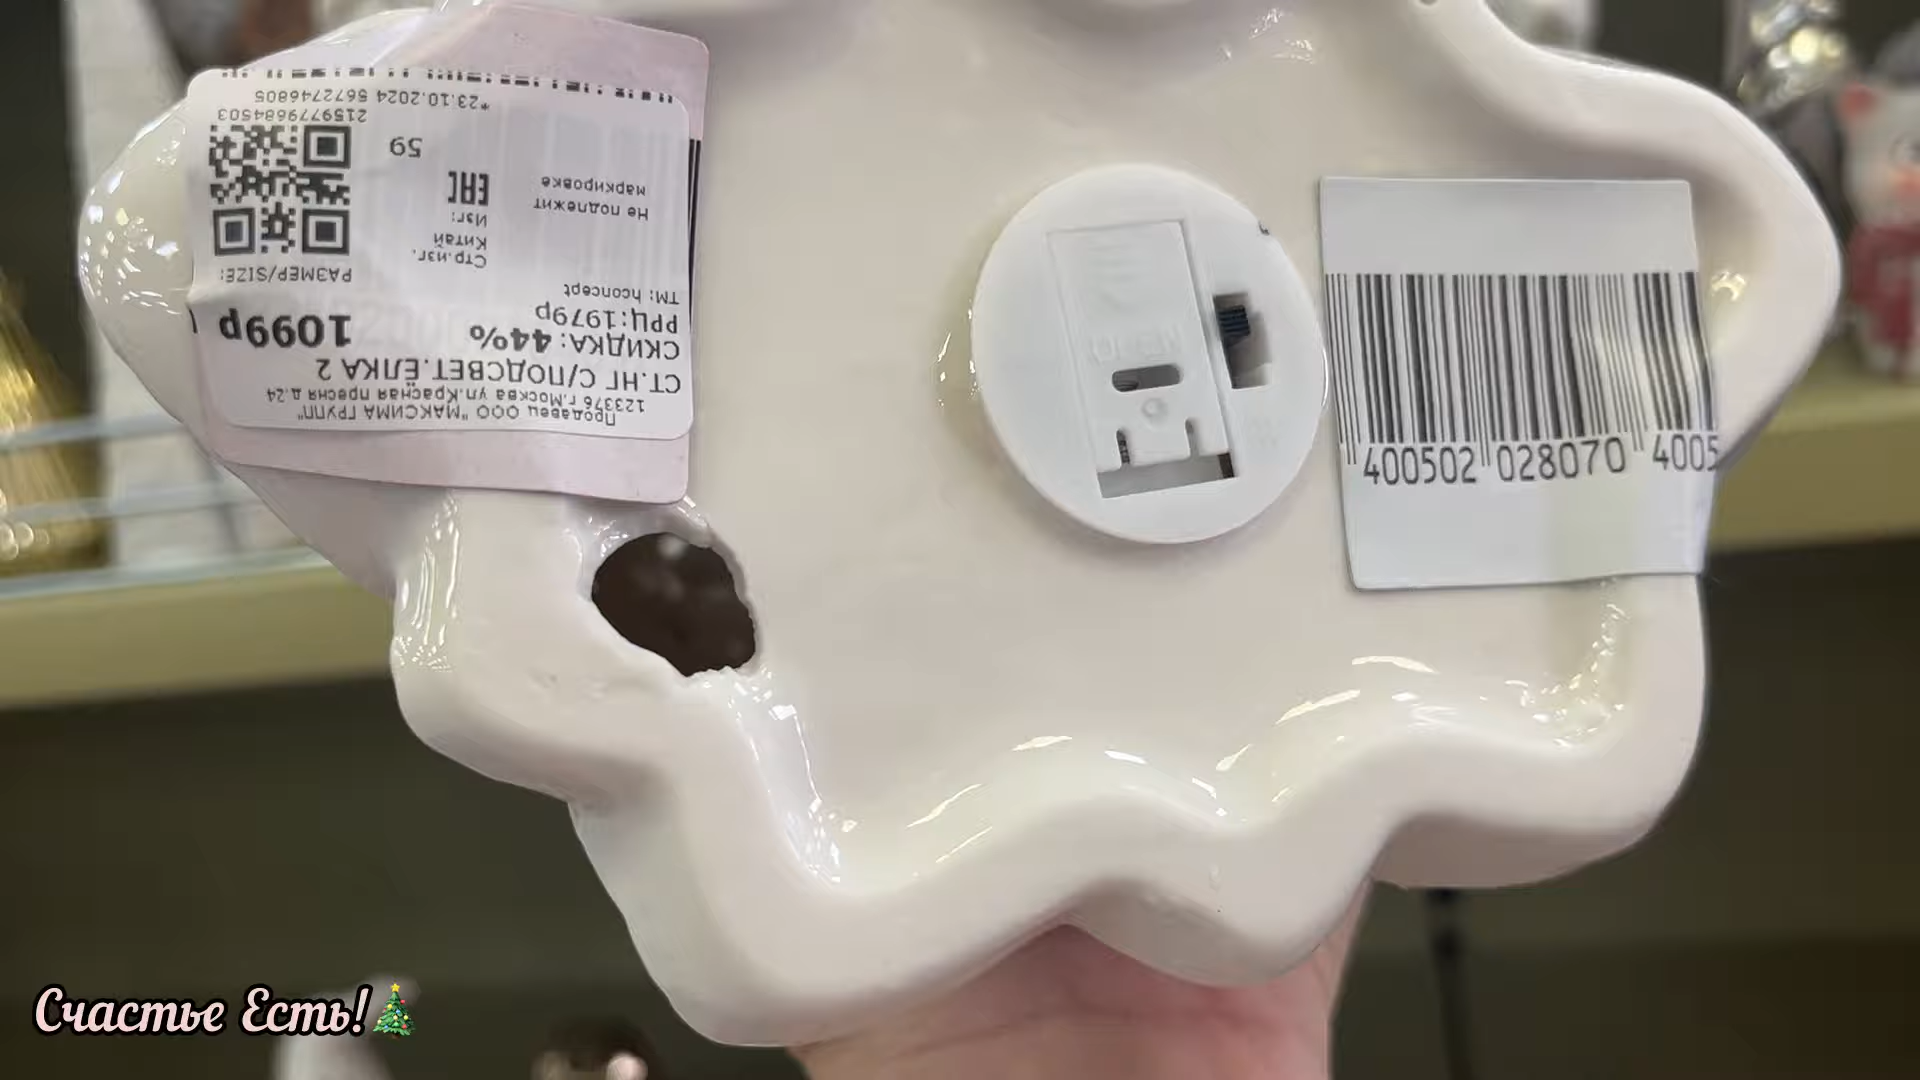 Продавец ООО "МАКСИМА ГРУПП"
123376 г.Москва ул.Красная пресня д.24
СТ.НГ С/ПОДСВЕТ.ЁЛКА 2
СКИДКА: 44%
РРЦ:1979р
1099р
ТМ: hconcept
РАЗМЕР/SIZE:
Стр.изг.
Китай
Изг:
Не подлежит
маркировке
EAC
59
2159779684503
*23.10.2024 5672746805
400502 028070 4005
Счастье Есть!🎄